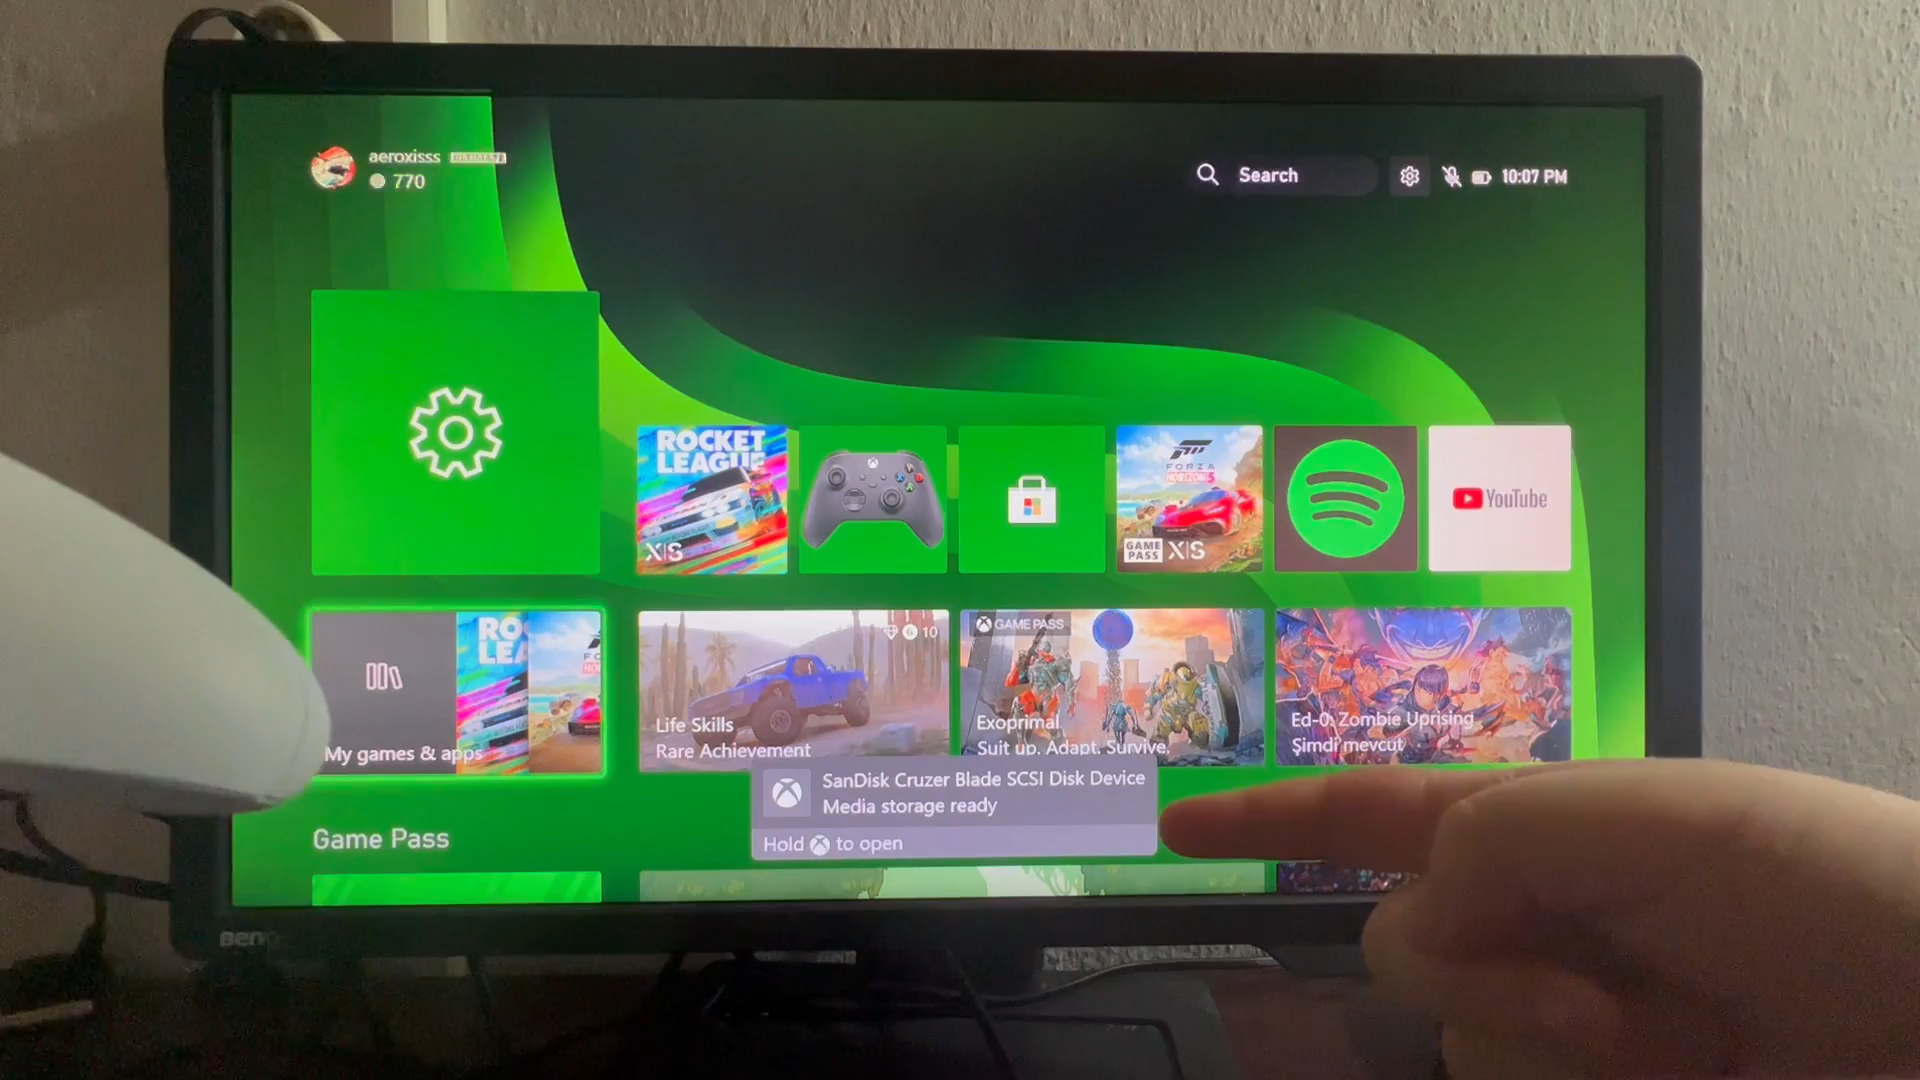 aeroxisss
770
Search
10:07 PM
ROCKET
LEAGUE
X|S
FORZA
HORIZON 5
GAME
PASS
X|S
YouTube
RO
LEA
My games & apps
10
Life Skills
Rare Achievement
GAME PASS
Exoprimal
Suit up. Adapt. Survive.
Ed-0: Zombie Uprising
Şimdi mevcut
SanDisk Cruzer Blade SCSI Disk Device
Media storage ready
Hold to open
Game Pass
BenQ